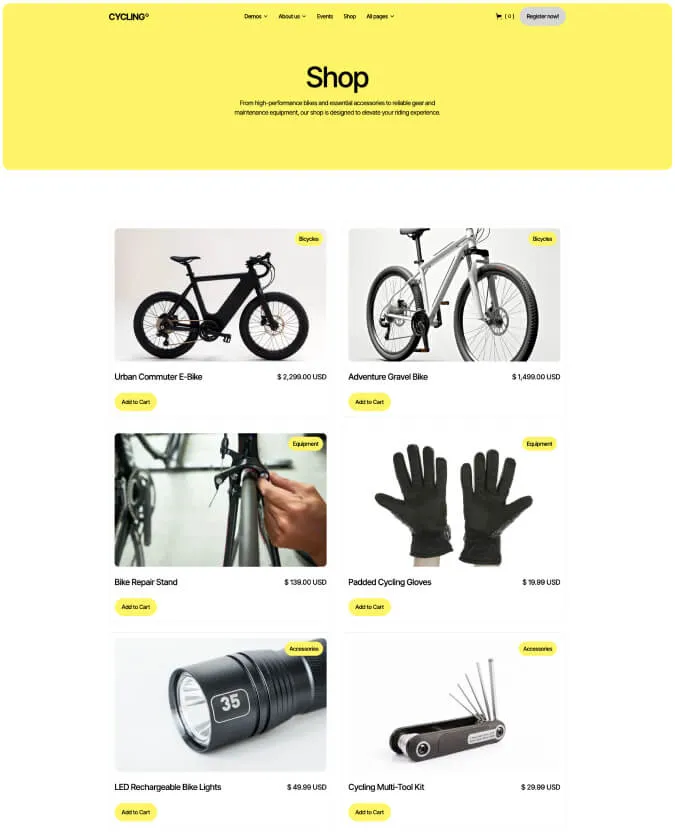 CYCLING°
Demos About us Events Shop All pages ( 0 ) Register now!
Shop
From high-performance bikes and essential accessories to reliable gear and
maintenance equipment, our shop is designed to elevate your riding experience.
Bicycles
Urban Commuter E-Bike $ 2,299.00 USD
Add to Cart
Bicycles
Adventure Gravel Bike $ 1,499.00 USD
Add to Cart
Equipment
Bike Repair Stand $ 139.00 USD
Add to Cart
Equipment
Padded Cycling Gloves $ 19.99 USD
Add to Cart
Accessories
35
LED Rechargeable Bike Lights $ 49.99 USD
Add to Cart
Accessories
Cycling Multi-Tool Kit $ 29.99 USD
Add to Cart